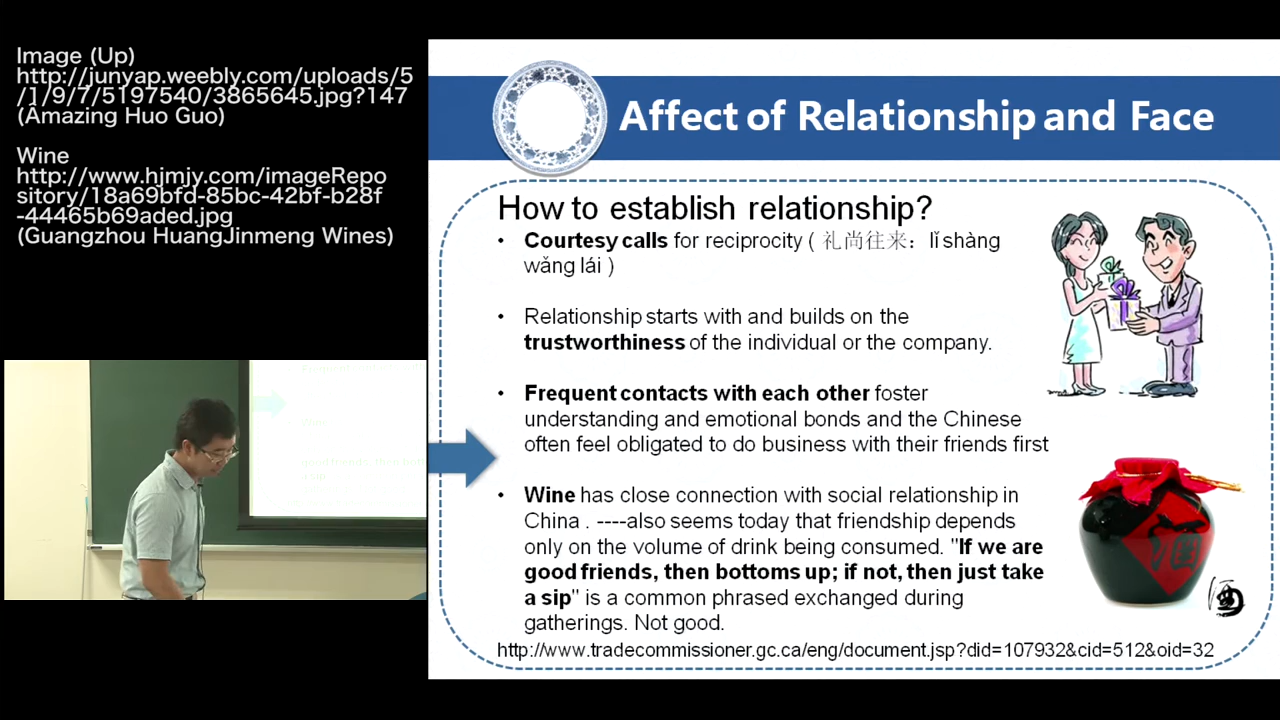 Image (Up)
http://junyap.weebly.com/uploads/5
/1/9/7/5197540/3865645.jpg?147
(Amazing Huo Guo)
Wine
http://www.hjmjy.com/imageRepo
sitory/18a69bfd-85bc-42bf-b28f
-44465b69aded.jpg
(Guangzhou HuangJinmeng Wines)
Affect of Relationship and Face
How to establish relationship?
• Courtesy calls for reciprocity ( 礼尚往来：lǐ shàng
wǎng lái )
• Relationship starts with and builds on the
trustworthiness of the individual or the company.
• Frequent contacts with each other foster
understanding and emotional bonds and the Chinese
often feel obligated to do business with their friends first
• Wine has close connection with social relationship in
China . ----also seems today that friendship depends
only on the volume of drink being consumed. "If we are
good friends, then bottoms up; if not, then just take
a sip" is a common phrased exchanged during
gatherings. Not good.
http://www.tradecommissioner.gc.ca/eng/document.jsp?did=107932&cid=512&oid=32
酒